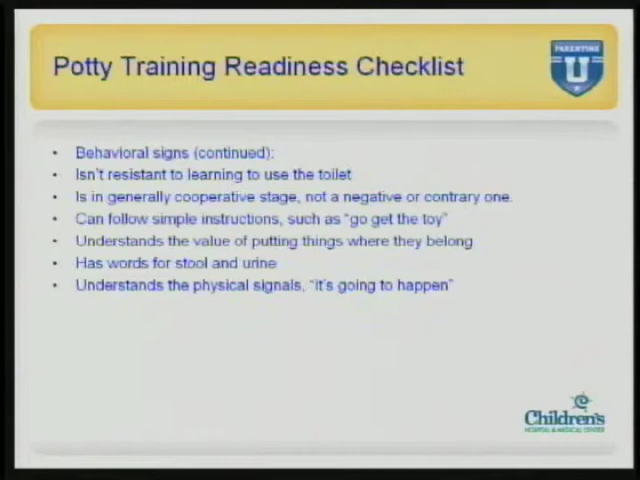 Potty Training Readiness Checklist
PARENTING
U
• Behavioral signs (continued):
• Isn't resistant to learning to use the toilet
• Is in generally cooperative stage, not a negative or contrary one.
• Can follow simple instructions, such as "go get the toy"
• Understands the value of putting things where they belong
• Has words for stool and urine
• Understands the physical signals, "it's going to happen"
Children's
HOSPITAL & MEDICAL CENTER